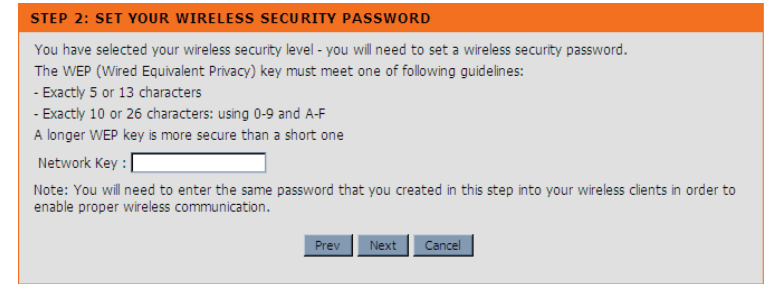 STEP 2: SET YOUR WIRELESS SECURITY PASSWORD
You have selected your wireless security level - you will need to set a wireless security password.
The WEP (Wired Equivalent Privacy) key must meet one of following guidelines:
- Exactly 5 or 13 characters
- Exactly 10 or 26 characters: using 0-9 and A-F
A longer WEP key is more secure than a short one
Network Key :
Note: You will need to enter the same password that you created in this step into your wireless clients in order to
enable proper wireless communication.
Prev Next Cancel